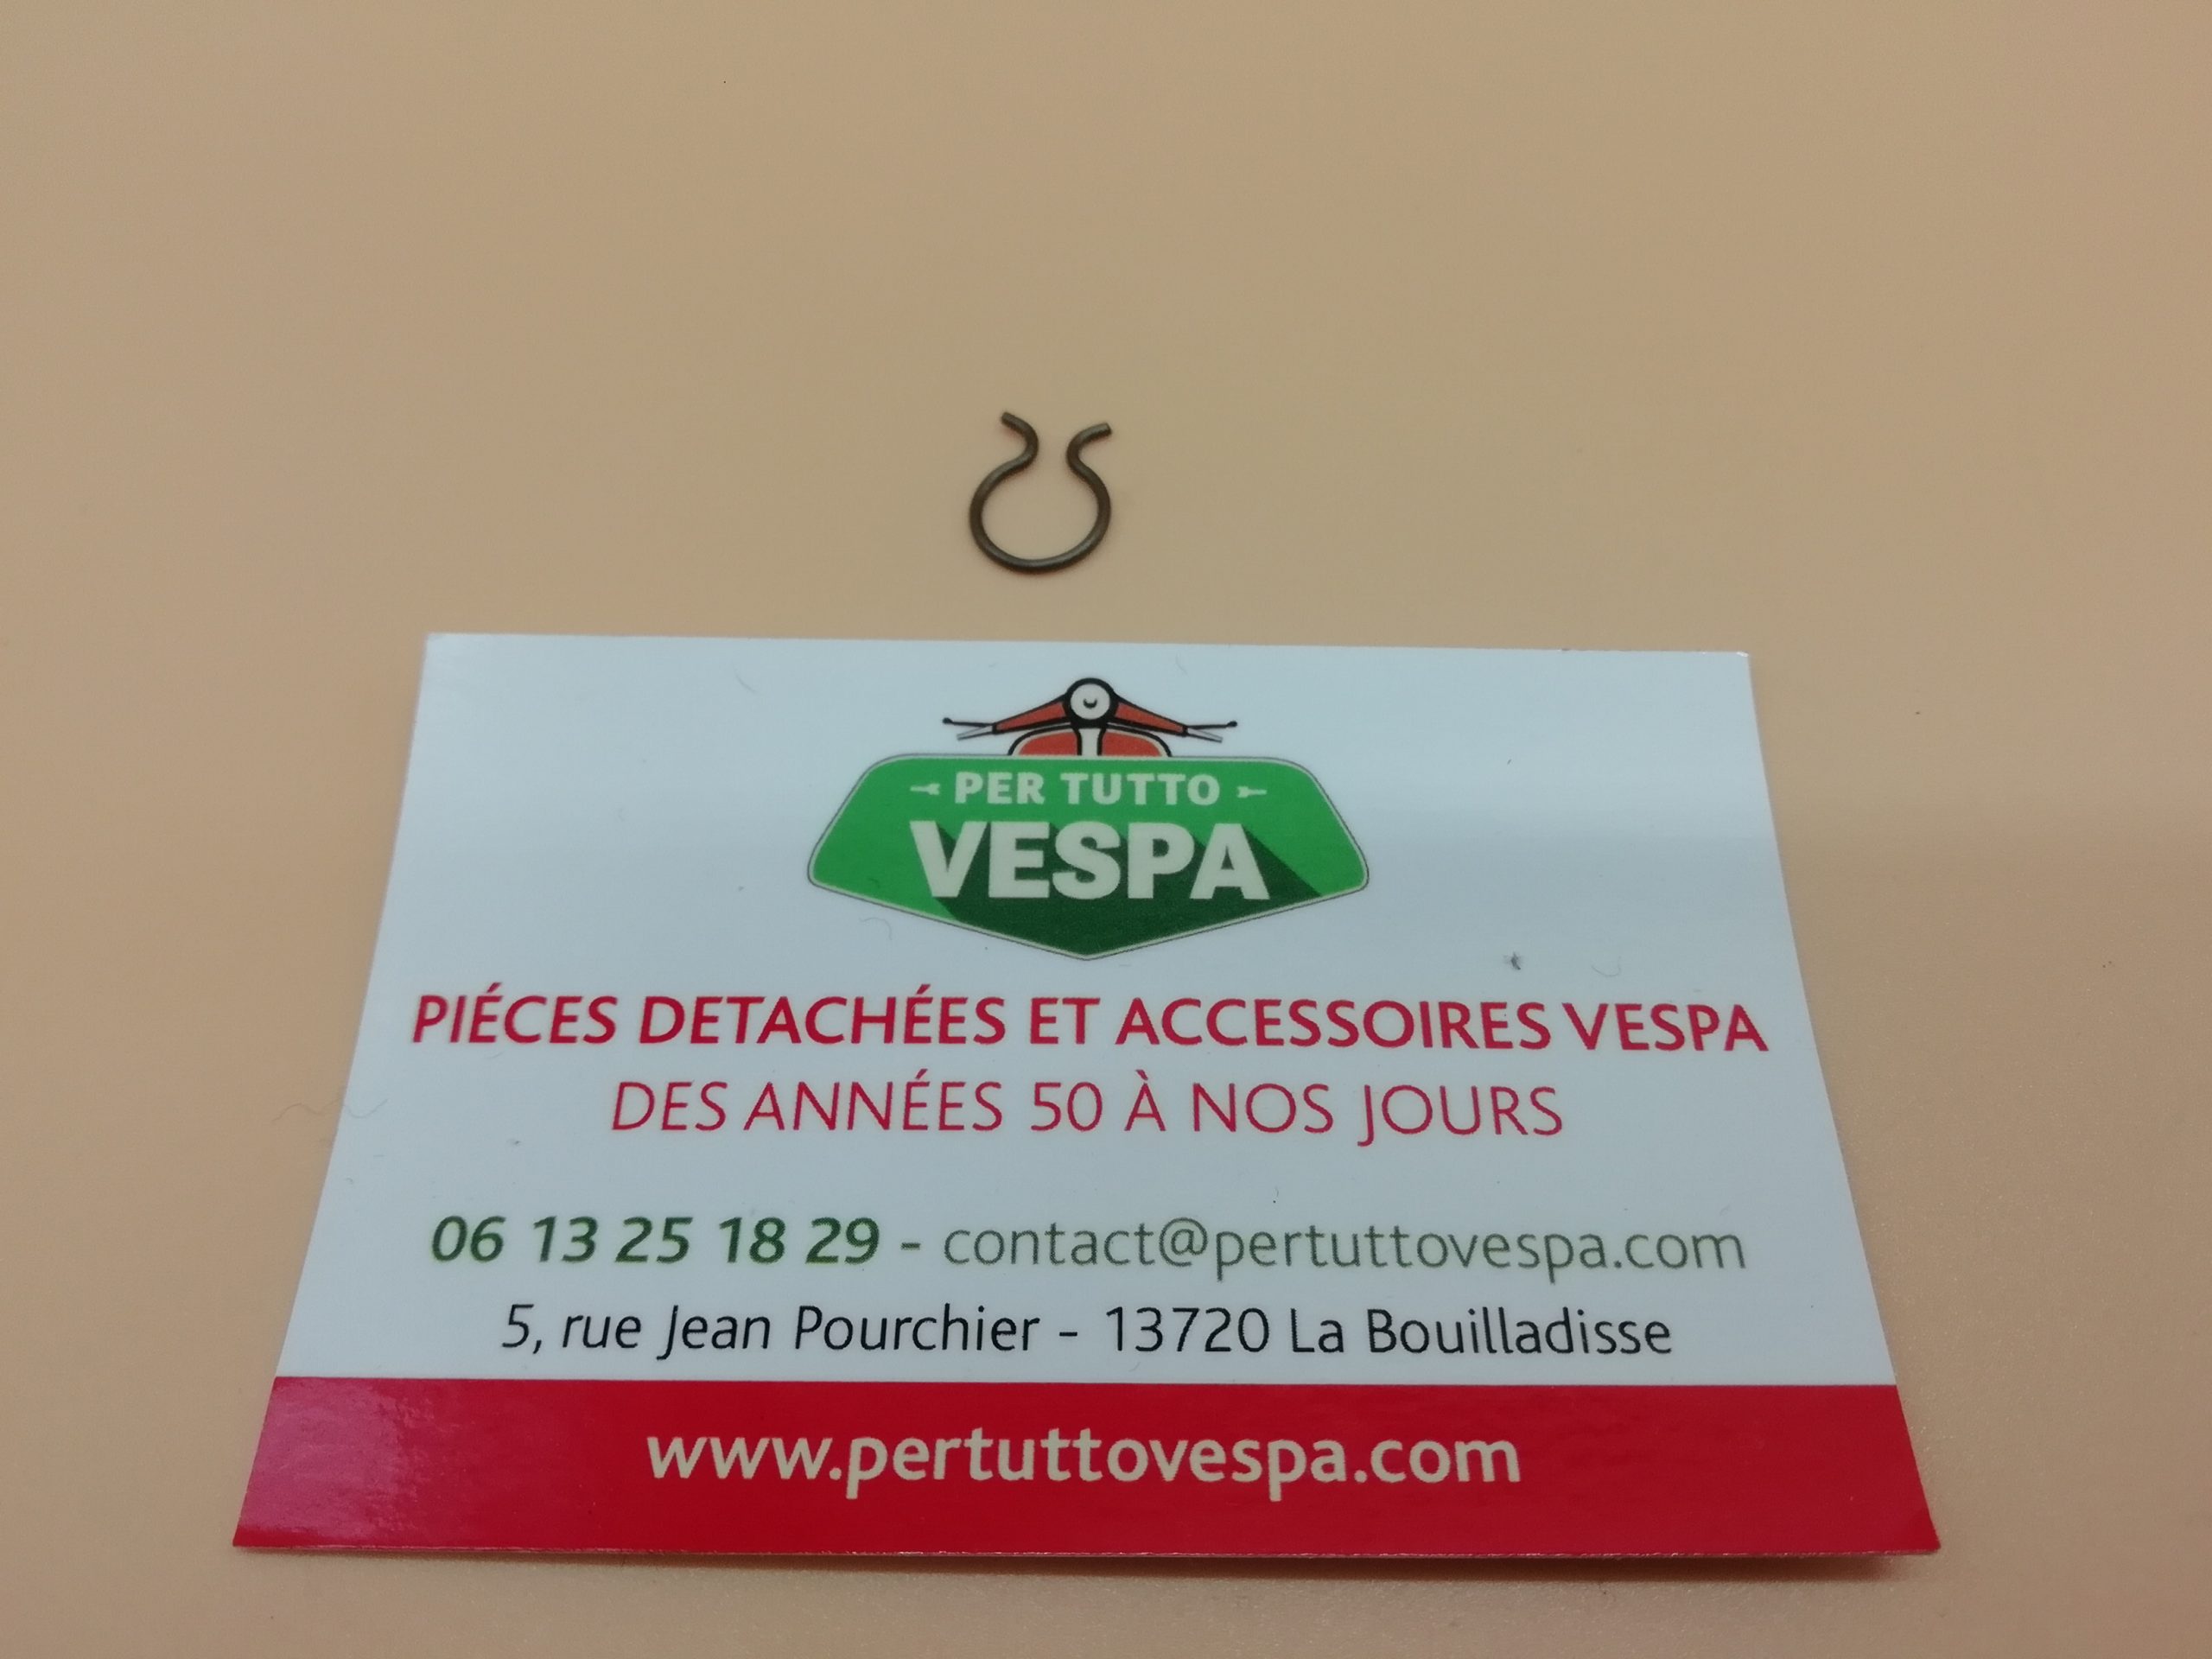 PER TUTTO
VESPA
PIÉCES DETACHÉES ET ACCESSOIRES VESPA
DES ANNÉES 50 À NOS JOURS
06 13 25 18 29 - contact@pertuttovespa.com
5, rue Jean Pourchier - 13720 La Bouilladisse
www.pertuttovespa.com